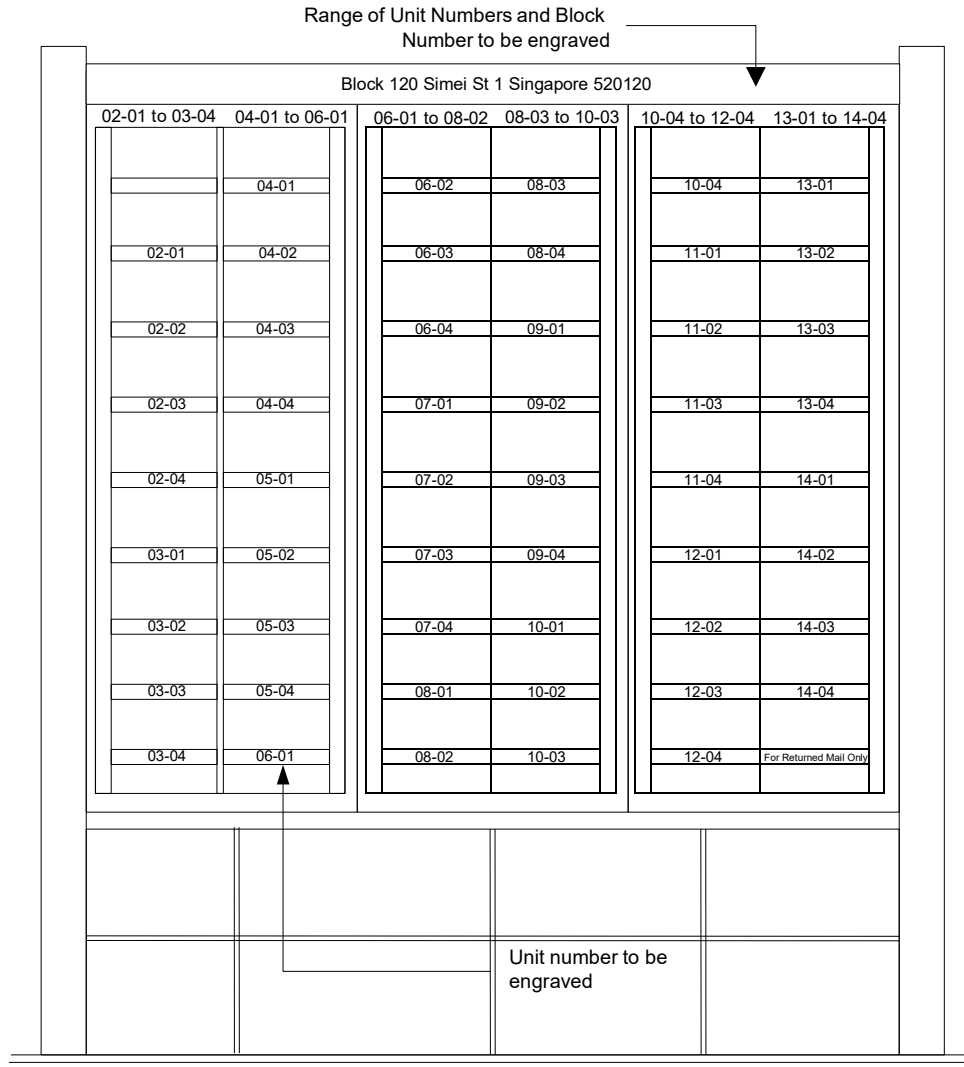 Range of Unit Numbers and Block
Number to be engraved
Block 120 Simei St 1 Singapore 520120
02-01 to 03-04 04-01 to 06-01 06-01 to 08-02 08-03 to 10-03 10-04 to 12-04 13-01 to 14-04
04-01 06-02 08-03 10-04 13-01
02-01 04-02 06-03 08-04 11-01 13-02
02-02 04-03 06-04 09-01 11-02 13-03
02-03 04-04 07-01 09-02 11-03 13-04
02-04 05-01 07-02 09-03 11-04 14-01
03-01 05-02 07-03 09-04 12-01 14-02
03-02 05-03 07-04 10-01 12-02 14-03
03-03 05-04 08-01 10-02 12-03 14-04
03-04 06-01 08-02 10-03 12-04 For Returned Mail Only
Unit number to be
engraved